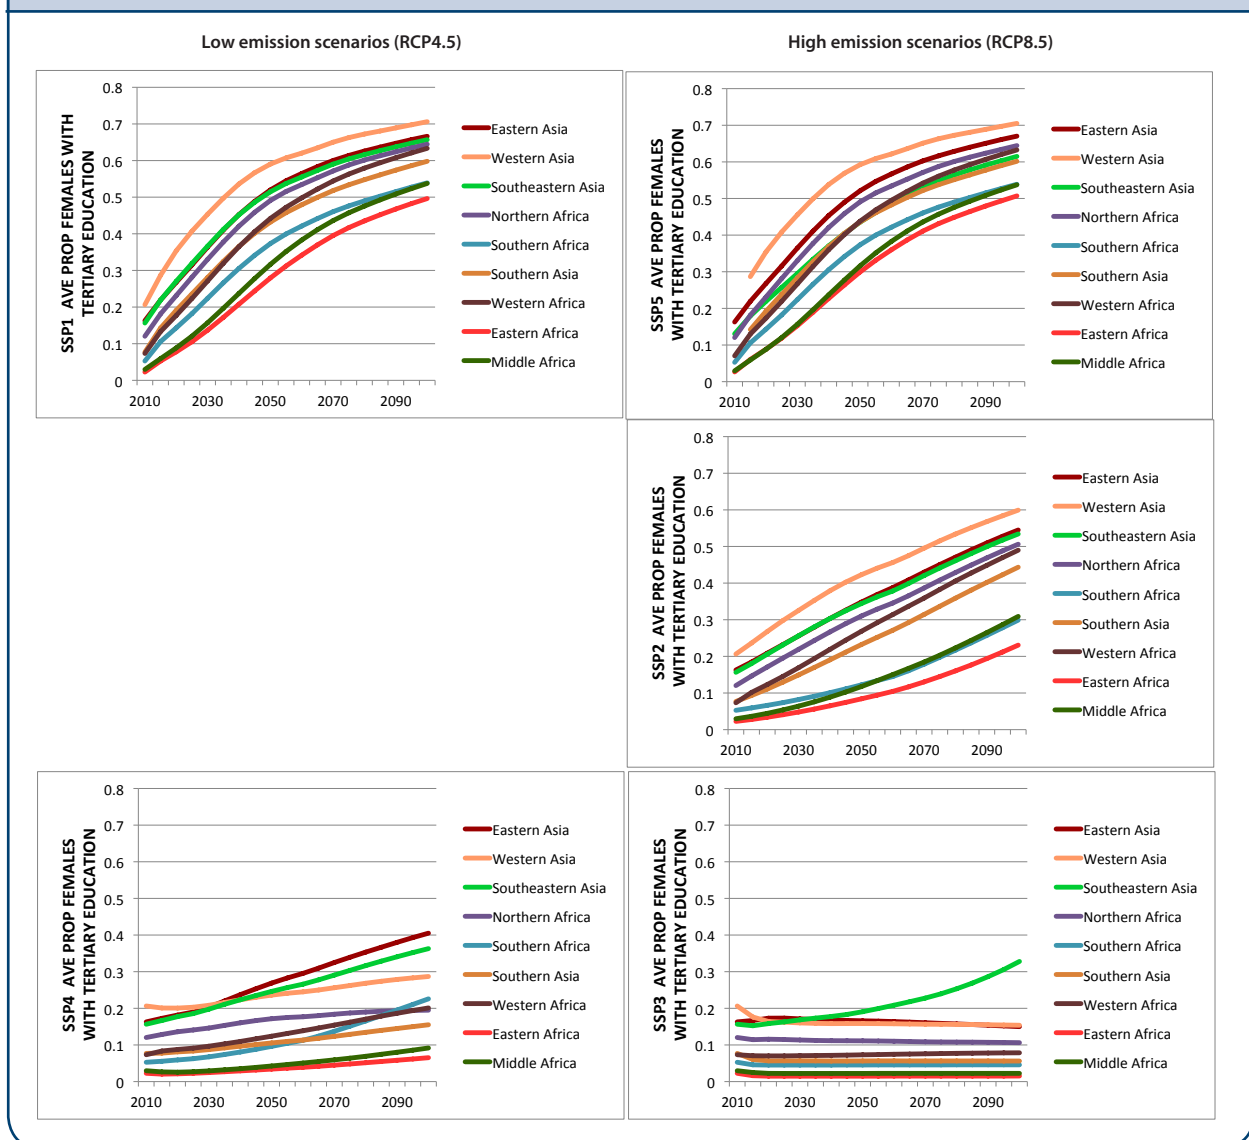 Low emission scenarios (RCP4.5)
High emission scenarios (RCP8.5)
SSP1 AVE PROP FEMALES WITH
TERTIARY EDUCATION
0.8
0.7
0.6
0.5
0.4
0.3
0.2
0.1
0
2010 2030 2050 2070 2090
Eastern Asia
Western Asia
Southeastern Asia
Northern Africa
Southern Africa
Southern Asia
Western Africa
Eastern Africa
Middle Africa
SSP5 AVE PROP FEMALES
WITH TERTIARY EDUCATION
0.8
0.7
0.6
0.5
0.4
0.3
0.2
0.1
0
2010 2030 2050 2070 2090
Eastern Asia
Western Asia
Southeastern Asia
Northern Africa
Southern Africa
Southern Asia
Western Africa
Eastern Africa
Middle Africa
SSP2 AVE PROP FEMALES
WITH TERTIARY EDUCATION
0.8
0.7
0.6
0.5
0.4
0.3
0.2
0.1
0
2010 2030 2050 2070 2090
Eastern Asia
Western Asia
Southeastern Asia
Northern Africa
Southern Africa
Southern Asia
Western Africa
Eastern Africa
Middle Africa
SSP4 AVE PROP FEMALES
WITH TERTIARY EDUCATION
0.8
0.7
0.6
0.5
0.4
0.3
0.2
0.1
0
2010 2030 2050 2070 2090
Eastern Asia
Western Asia
Southeastern Asia
Northern Africa
Southern Africa
Southern Asia
Western Africa
Eastern Africa
Middle Africa
SSP3 AVE PROP FEMALES
WITH TERTIARY EDUCATION
0.8
0.7
0.6
0.5
0.4
0.3
0.2
0.1
0
2010 2030 2050 2070 2090
Eastern Asia
Western Asia
Southeastern Asia
Northern Africa
Southern Africa
Southern Asia
Western Africa
Eastern Africa
Middle Africa